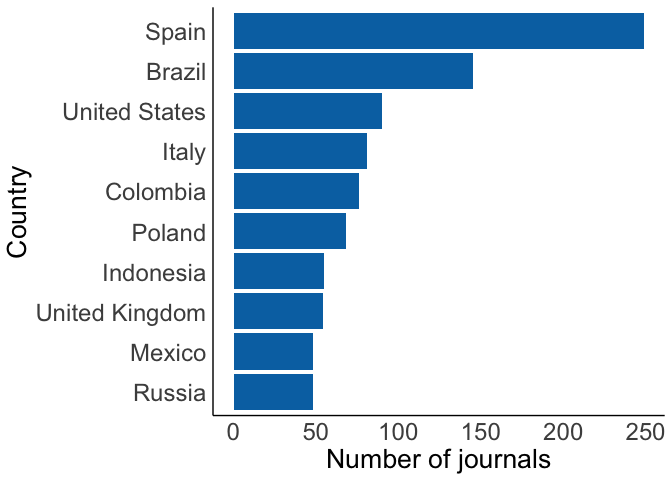 Country
Spain
Brazil
United States
Italy
Colombia
Poland
Indonesia
United Kingdom
Mexico
Russia
0 50 100 150 200 250
Number of journals